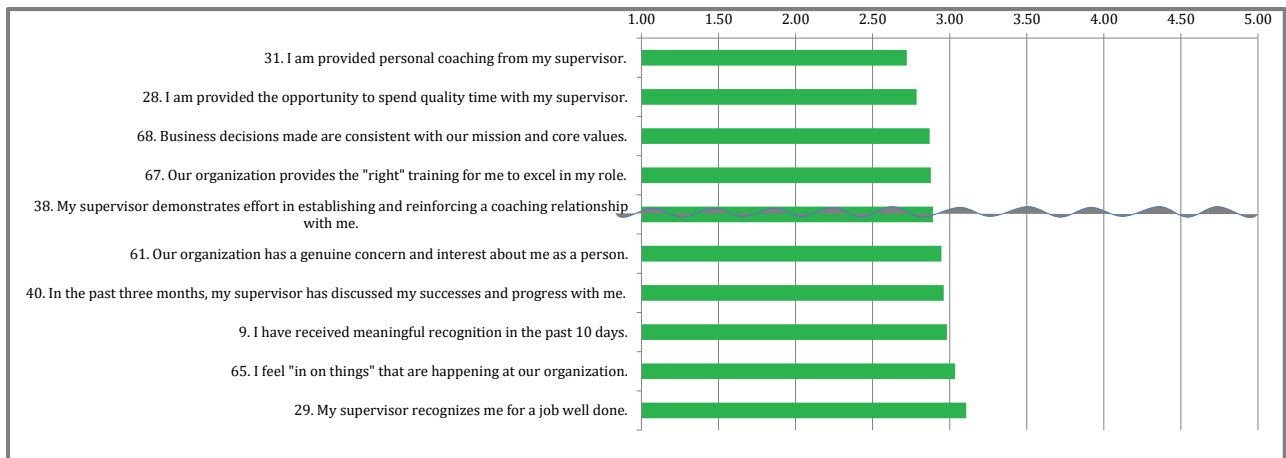 1.00 1.50 2.00 2.50 3.00 3.50 4.00 4.50 5.00
31. I am provided personal coaching from my supervisor.
28. I am provided the opportunity to spend quality time with my supervisor.
68. Business decisions made are consistent with our mission and core values.
67. Our organization provides the "right" training for me to excel in my role.
38. My supervisor demonstrates effort in establishing and reinforcing a coaching relationship
with me.
61. Our organization has a genuine concern and interest about me as a person.
40. In the past three months, my supervisor has discussed my successes and progress with me.
9. I have received meaningful recognition in the past 10 days.
65. I feel "in on things" that are happening at our organization.
29. My supervisor recognizes me for a job well done.